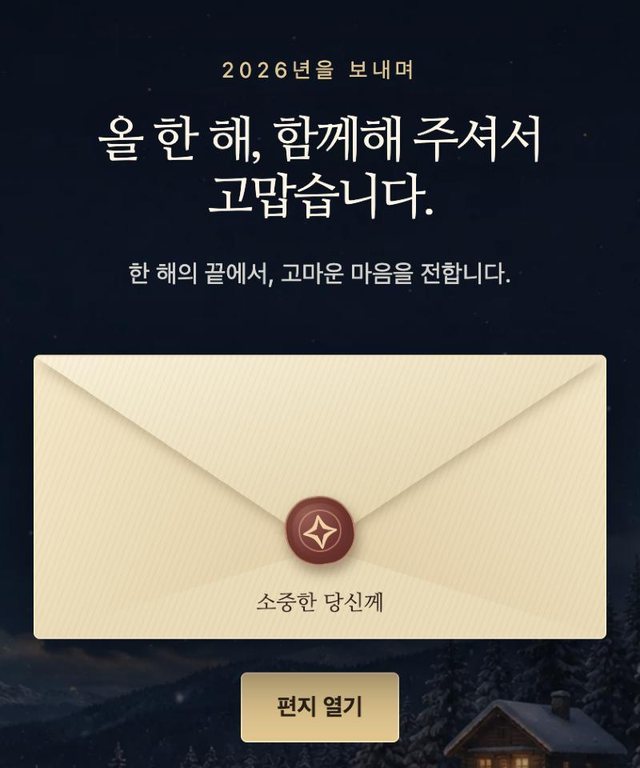 2026년을 보내며
올 한 해, 함께해 주셔서
고맙습니다.
한 해의 끝에서, 고마운 마음을 전합니다.
소중한 당신께
편지 열기